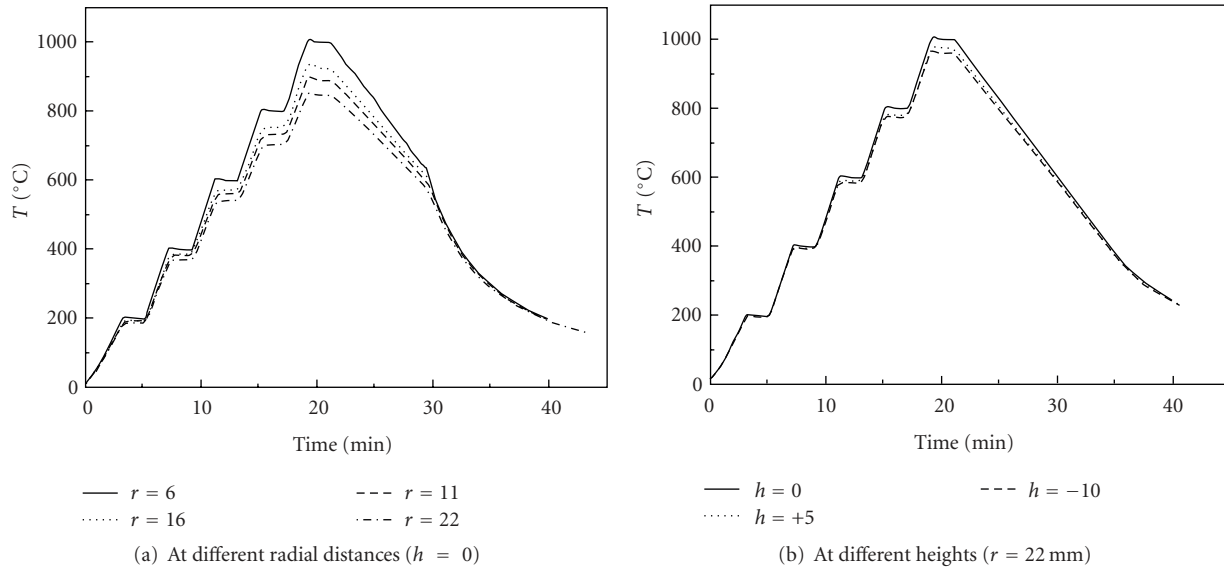 1000
800
600
400
200
0
T (°C)
0 10 20 30 40
Time (min)
r = 6
r = 11
r = 16
r = 22
(a) At different radial distances (h = 0)
1000
800
600
400
200
0
T (°C)
0 10 20 30 40
Time (min)
h = 0
h = −10
h = +5
(b) At different heights (r = 22 mm)